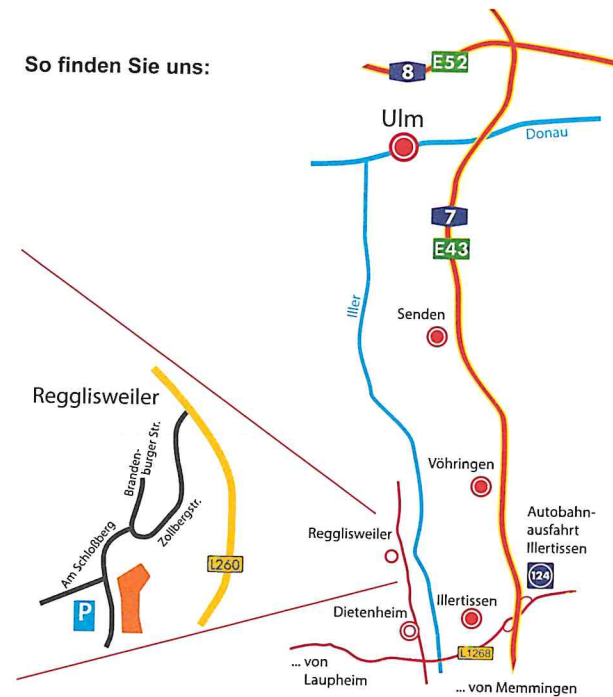 So finden Sie uns:
8
E52
Ulm
Donau
7
E43
Iller
Senden
Regglisweiler
Branden-
burger Str.
Zollbergstr.
Am Schloßberg
L260
P
Vöhringen
Autobahn-
ausfahrt
Illertissen
124
Regglisweiler
Dietenheim
Illertissen
L1268
... von
Laupheim
... von Memmingen